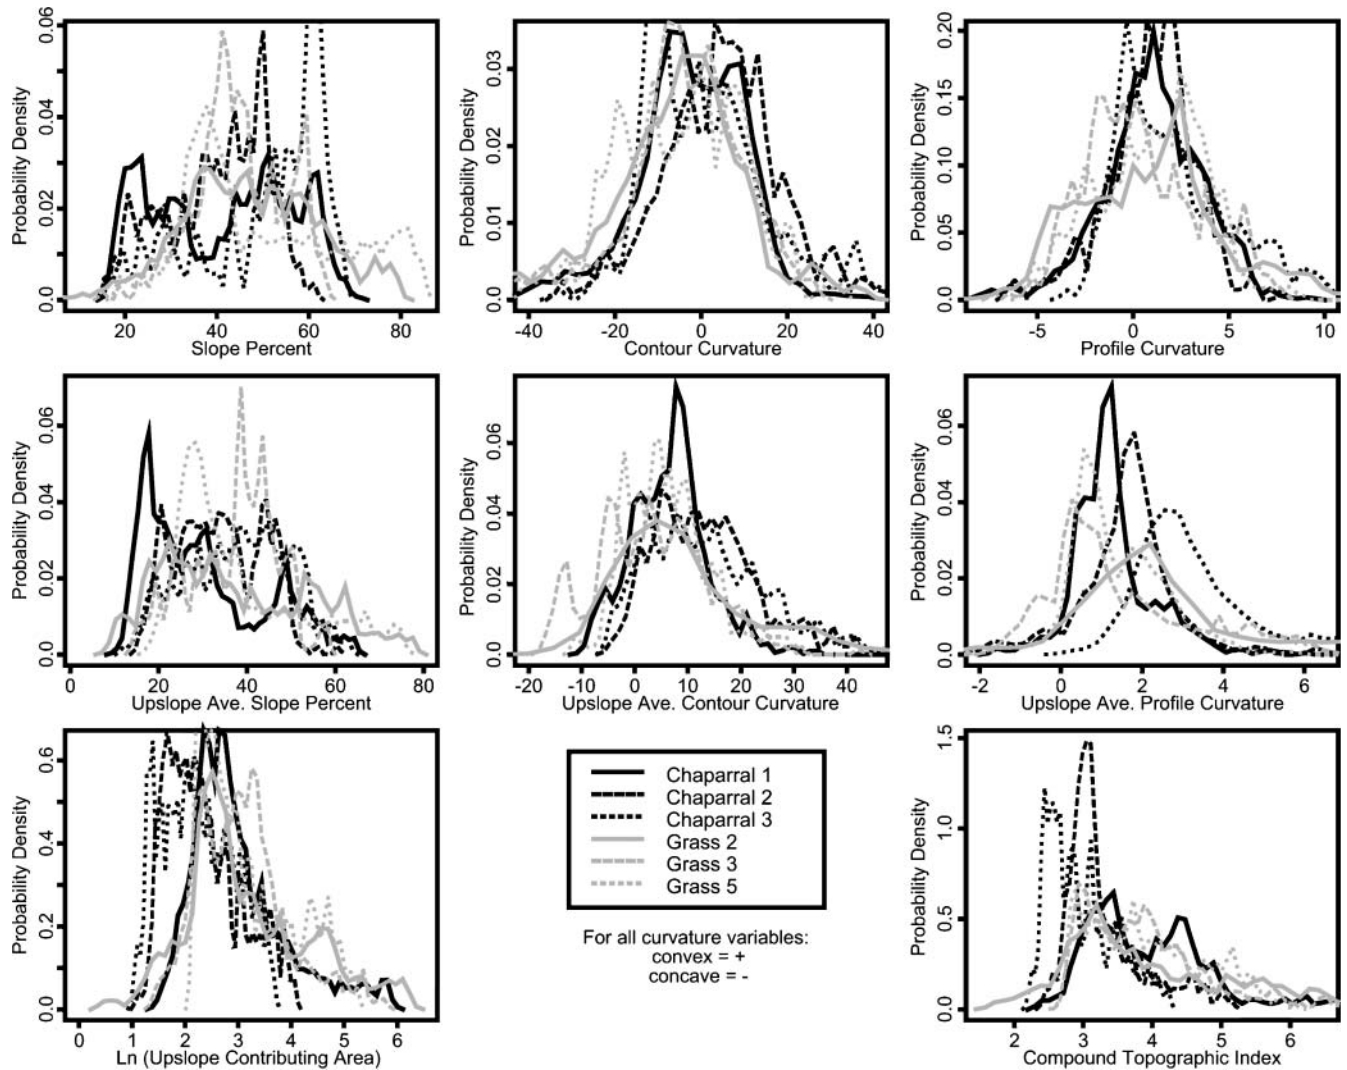 Probability Density
0.0 0.02 0.04 0.06
20 40 60 80
Slope Percent
Probability Density
0.0 0.01 0.02 0.03
-40 -20 0 20 40
Contour Curvature
Probability Density
0.0 0.05 0.10 0.15 0.20
-5 0 5 10
Profile Curvature
Probability Density
0.0 0.02 0.04 0.06
0 20 40 60 80
Upslope Ave. Slope Percent
Probability Density
0.0 0.02 0.04 0.06
-20 -10 0 10 20 30 40
Upslope Ave. Contour Curvature
Probability Density
0.0 0.02 0.04 0.06
-2 0 2 4 6
Upslope Ave. Profile Curvature
Probability Density
0.0 0.2 0.4 0.6
0 1 2 3 4 5 6
Ln (Upslope Contributing Area)
Chaparral 1
Chaparral 2
Chaparral 3
Grass 2
Grass 3
Grass 5
For all curvature variables:
convex = +
concave = -
Probability Density
0.0 0.5 1.0 1.5
2 3 4 5 6
Compound Topographic Index